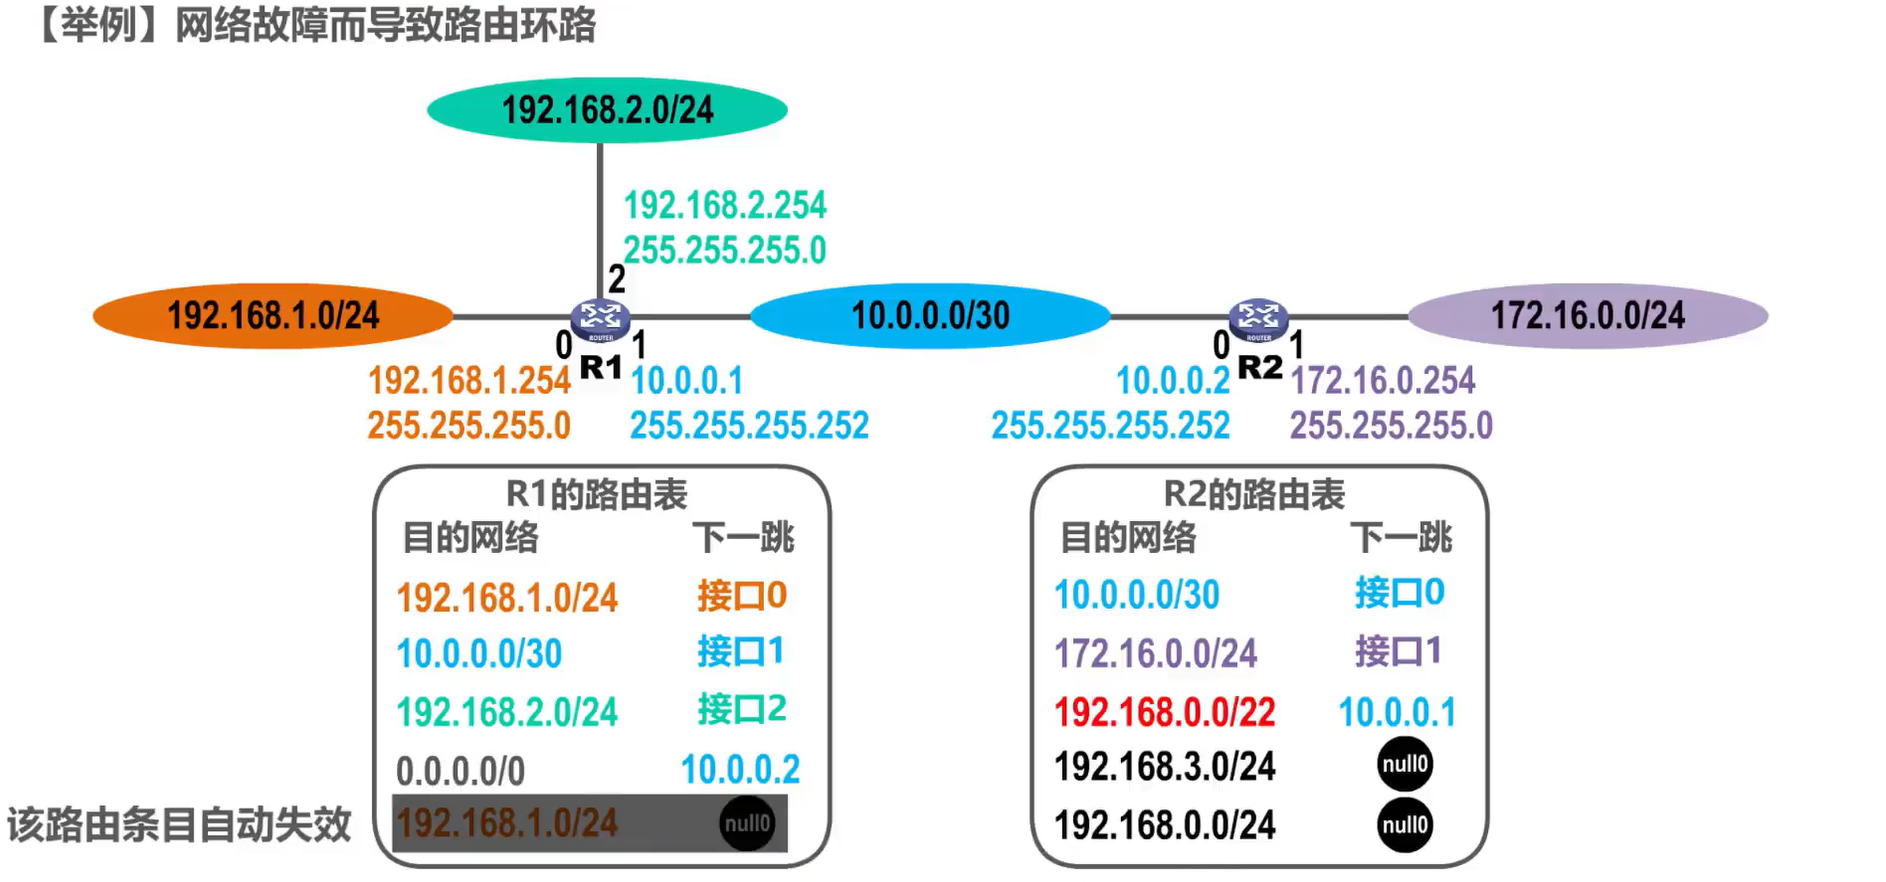 【举例】网络故障而导致路由环路
192.168.2.0/24
192.168.2.254
255.255.255.0
2
192.168.1.0/24
10.0.0.0/30
172.16.0.0/24
ROUTER
ROUTER
0
R1
1
0
R2
1
192.168.1.254
255.255.255.0
10.0.0.1
255.255.255.252
10.0.0.2
255.255.255.252
172.16.0.254
255.255.255.0
R1的路由表
目的网络 下一跳
192.168.1.0/24 接口0
10.0.0.0/30 接口1
192.168.2.0/24 接口2
0.0.0.0/0 10.0.0.2
该路由条目自动失效
192.168.1.0/24 null0
R2的路由表
目的网络 下一跳
10.0.0.0/30 接口0
172.16.0.0/24 接口1
192.168.0.0/22 10.0.0.1
192.168.3.0/24 null0
192.168.0.0/24 null0